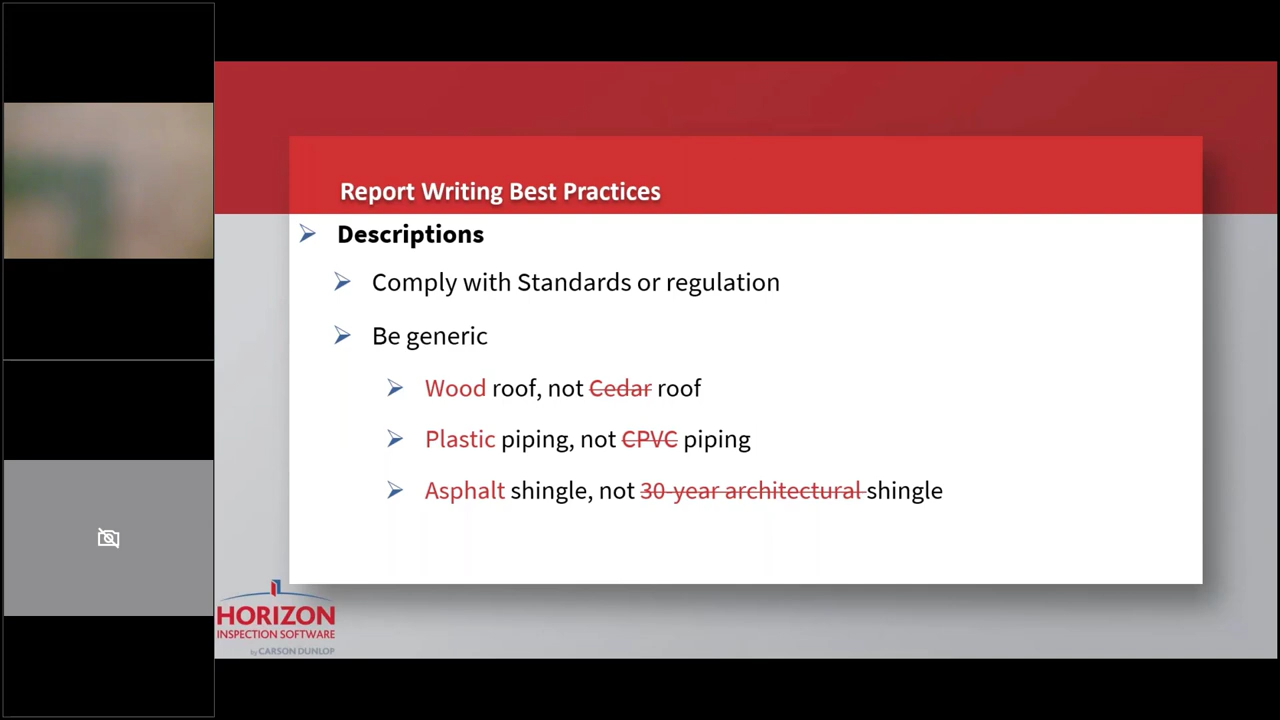 Report Writing Best Practices
Descriptions
Comply with Standards or regulation
Be generic
Wood roof, not Cedar roof
Plastic piping, not CPVC piping
Asphalt shingle, not 30-year architectural shingle
HORIZON
INSPECTION SOFTWARE
by CARSON DUNLOP